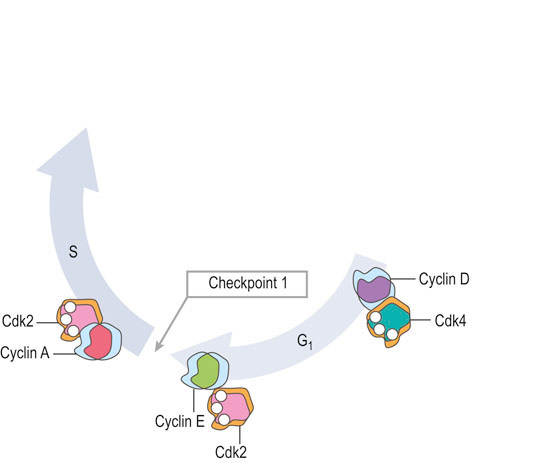 S
Checkpoint 1
Cyclin D
Cdk4
G₁
Cdk2
Cyclin A
Cyclin E
Cdk2